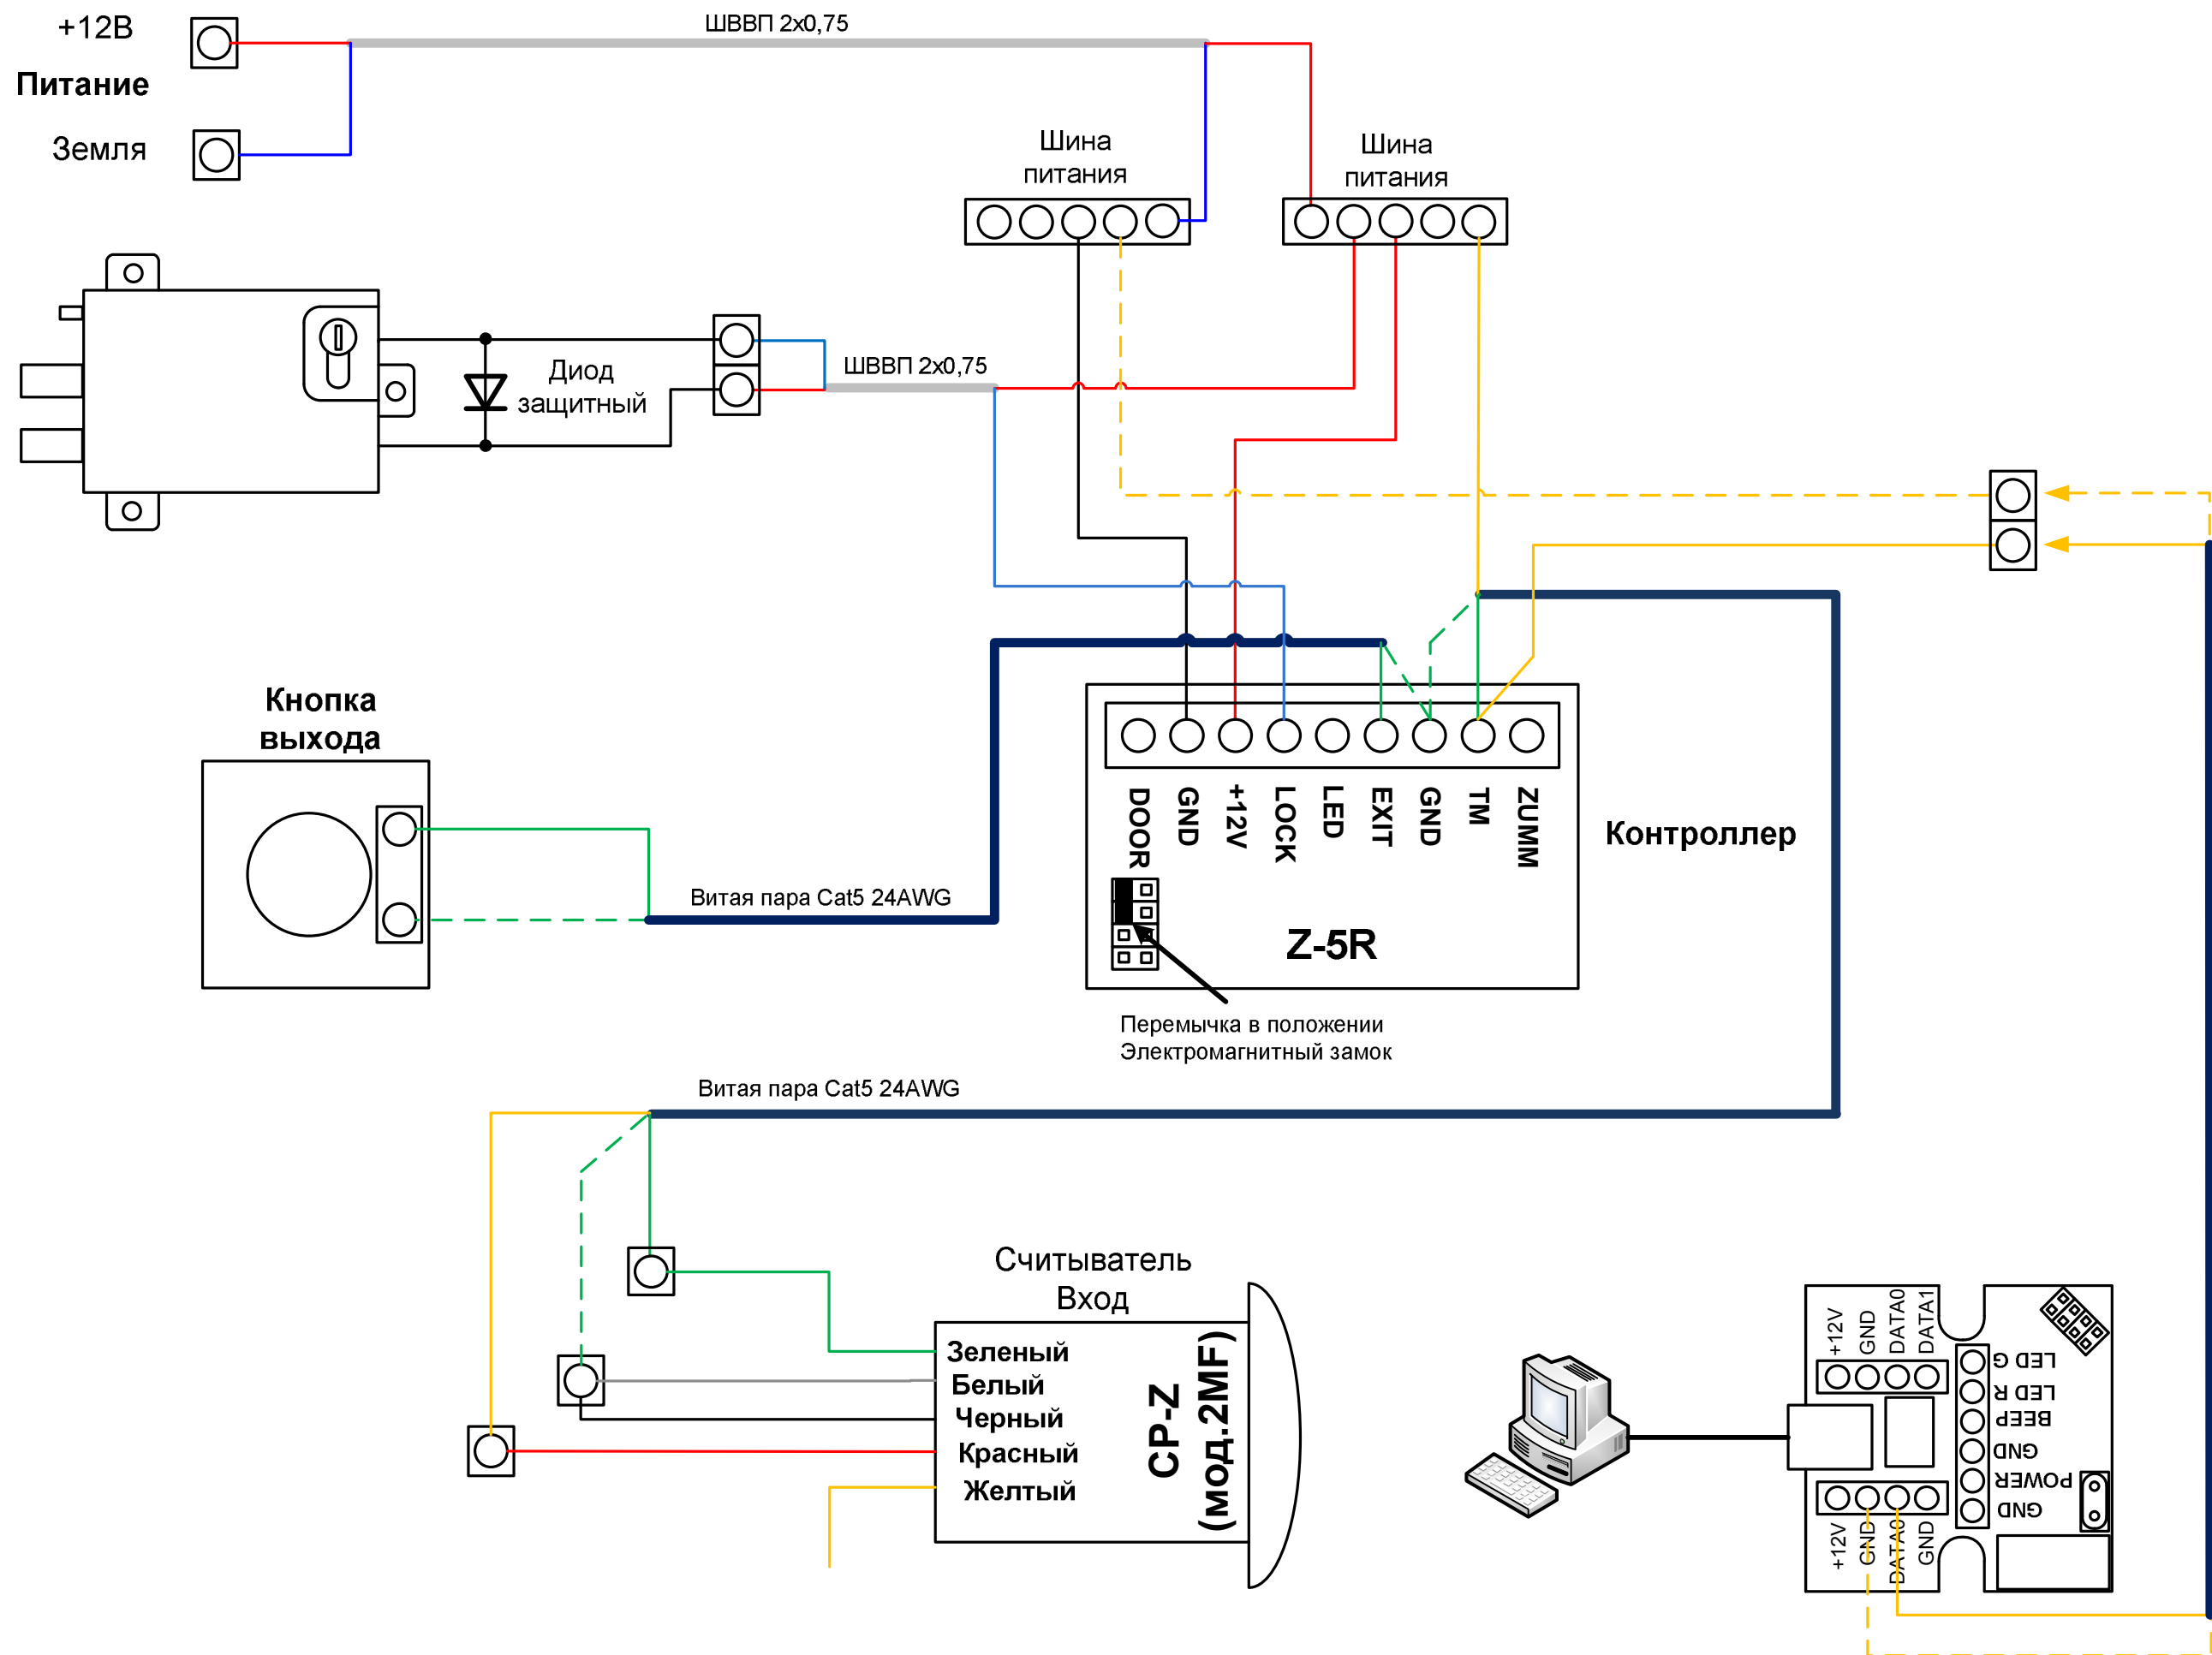 +12В
Питание
Земля
ШВВП 2х0,75
Шина
питания
Шина
питания
Диод
защитный
ШВВП 2х0,75
Кнопка
выхода
Витая пара Cat5 24AWG
DOOR
GND
+12V
LOCK
LED
EXIT
GND
TM
ZUMM
Контроллер
Z-5R
Перемычка в положении
Электромагнитный замок
Витая пара Cat5 24AWG
Считыватель
Вход
Зеленый
Белый
Черный
Красный
Желтый
CP-Z
(мод.2MF)
+12V
GND
DATA0
DATA1
LED G
LED R
BEEP
GND
POWER
GND
+12V
GND
DATA0
GND